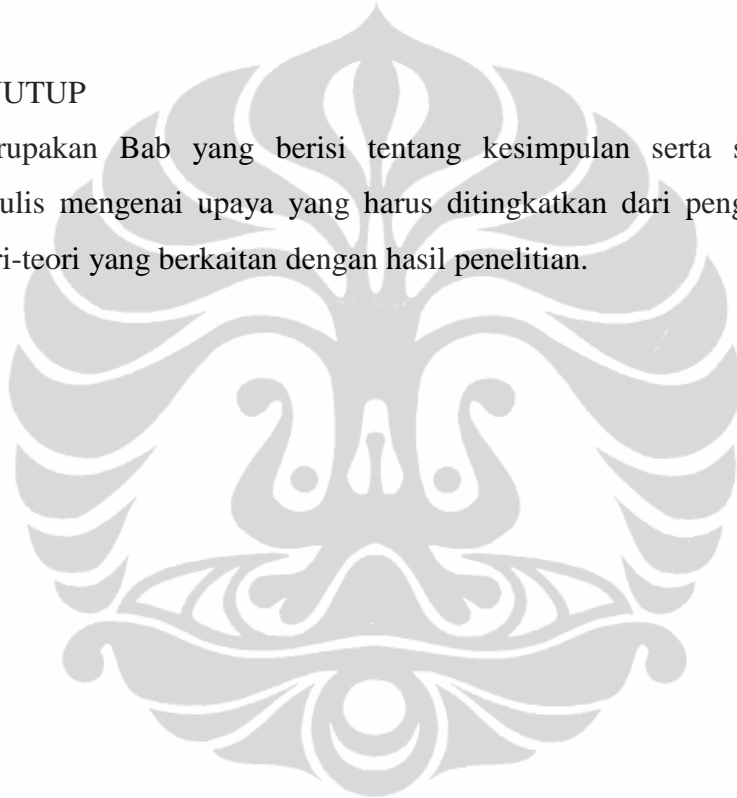 UTUP
rupakan Bab yang berisi tentang kesimpulan serta s
ulis mengenai upaya yang harus ditingkatkan dari peng
ri-teori yang berkaitan dengan hasil penelitian.